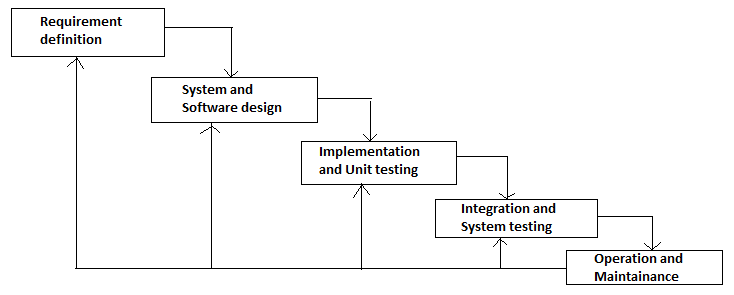 Requirement
definition
System and
Software design
Implementation
and Unit testing
Integration and
System testing
Operation and
Maintainance